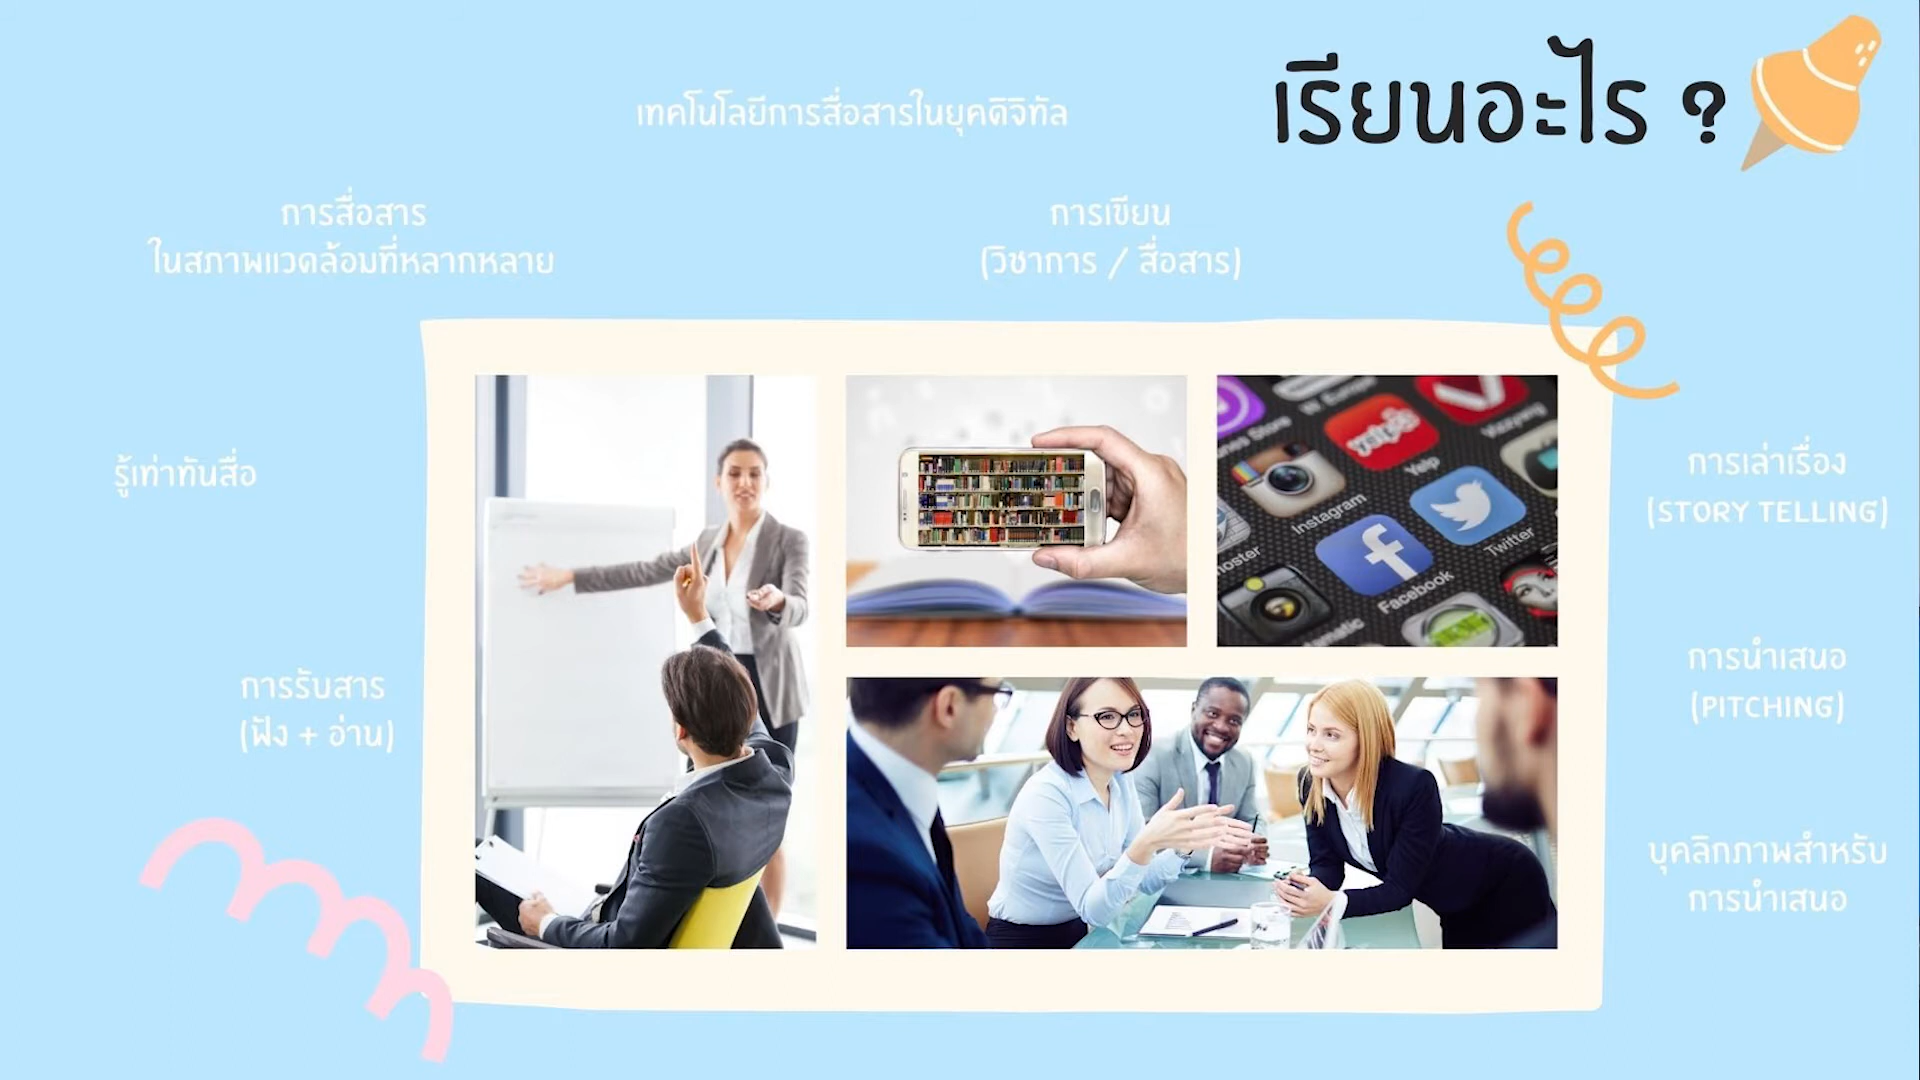 เรียนอะไร ?
เทคโนโลยีการสื่อสารในยุคดิจิทัล
การสื่อสาร
ในสภาพแวดล้อมที่หลากหลาย
การเขียน
(วิชาการ / สื่อสาร)
รู้เท่าทันสื่อ
การรับสาร
(ฟัง + อ่าน)
การเล่าเรื่อง
(STORY TELLING)
การนำเสนอ
(PITCHING)
บุคลิกภาพสำหรับ
การนำเสนอ
Yelp
Instagram
Twitter
Facebook